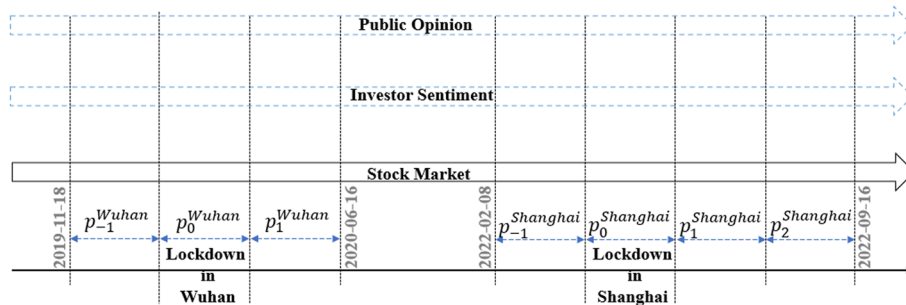 Public Opinion
Investor Sentiment
Stock Market
2019-11-18
p_{-1}^{Wuhan}
p_{0}^{Wuhan}
p_{1}^{Wuhan}
2020-06-16
2022-02-08
p_{-1}^{Shanghai}
p_{0}^{Shanghai}
p_{1}^{Shanghai}
p_{2}^{Shanghai}
2022-09-16
Lockdown
in
Wuhan
Lockdown
in
Shanghai